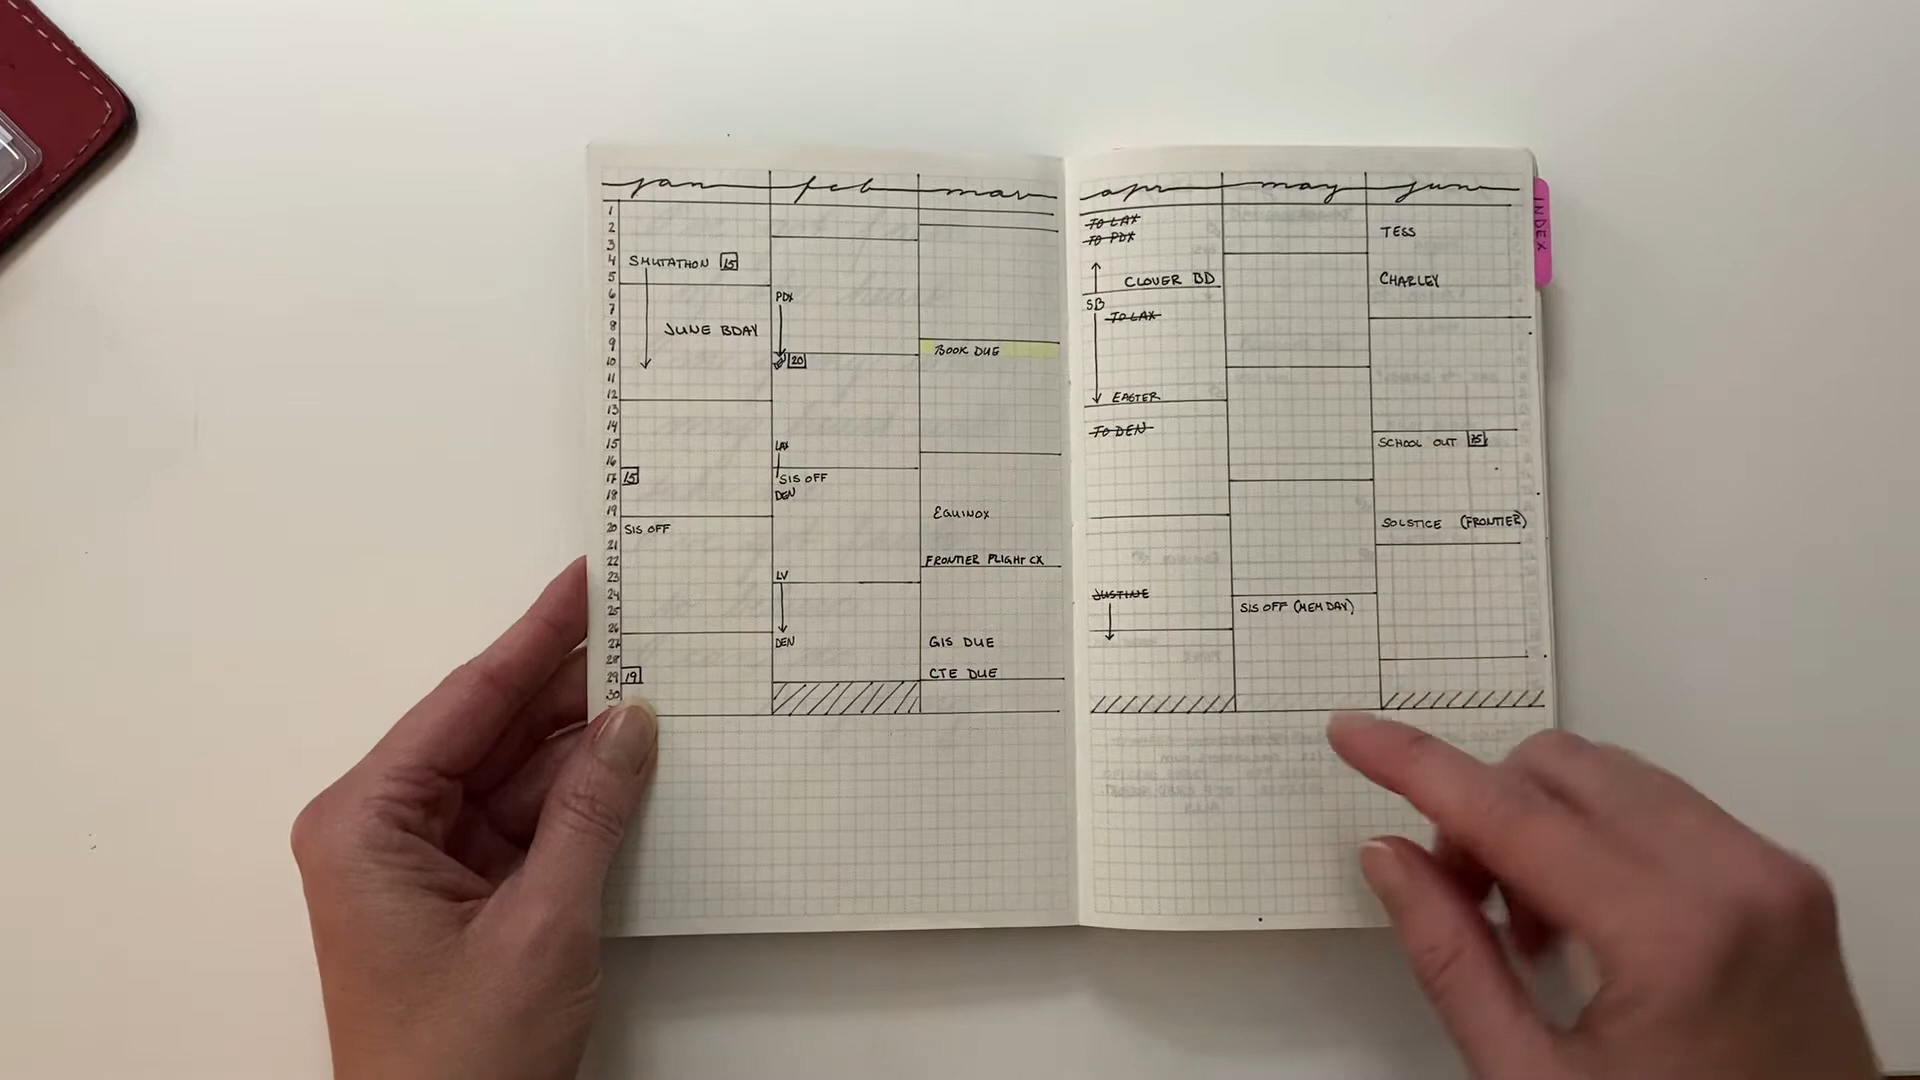 jan feb mar
1
2
3
4 SMUTATHON 15
5
6 PDX
7
8 JUNE BDAY
9 BOOK DUE
10 20
11
12
13
14
15 LAX
16
17 15 SIS OFF
18 DEN
19 EQUINOX
20 SIS OFF
21
22 FRONTIER FLIGHT CX
23 LV
24
25
26
27 DEN GIS DUE
28
29 19 CTE DUE
30
apr may june
TO LAX
TO PDX TESS
CLOVER BD CHARLEY
SB
TO LAX
EASTER
TO DEN
SCHOOL OUT
SOLSTICE (FRONTIER)
JUSTINE
SIS OFF (MEM DAY)
INDEX